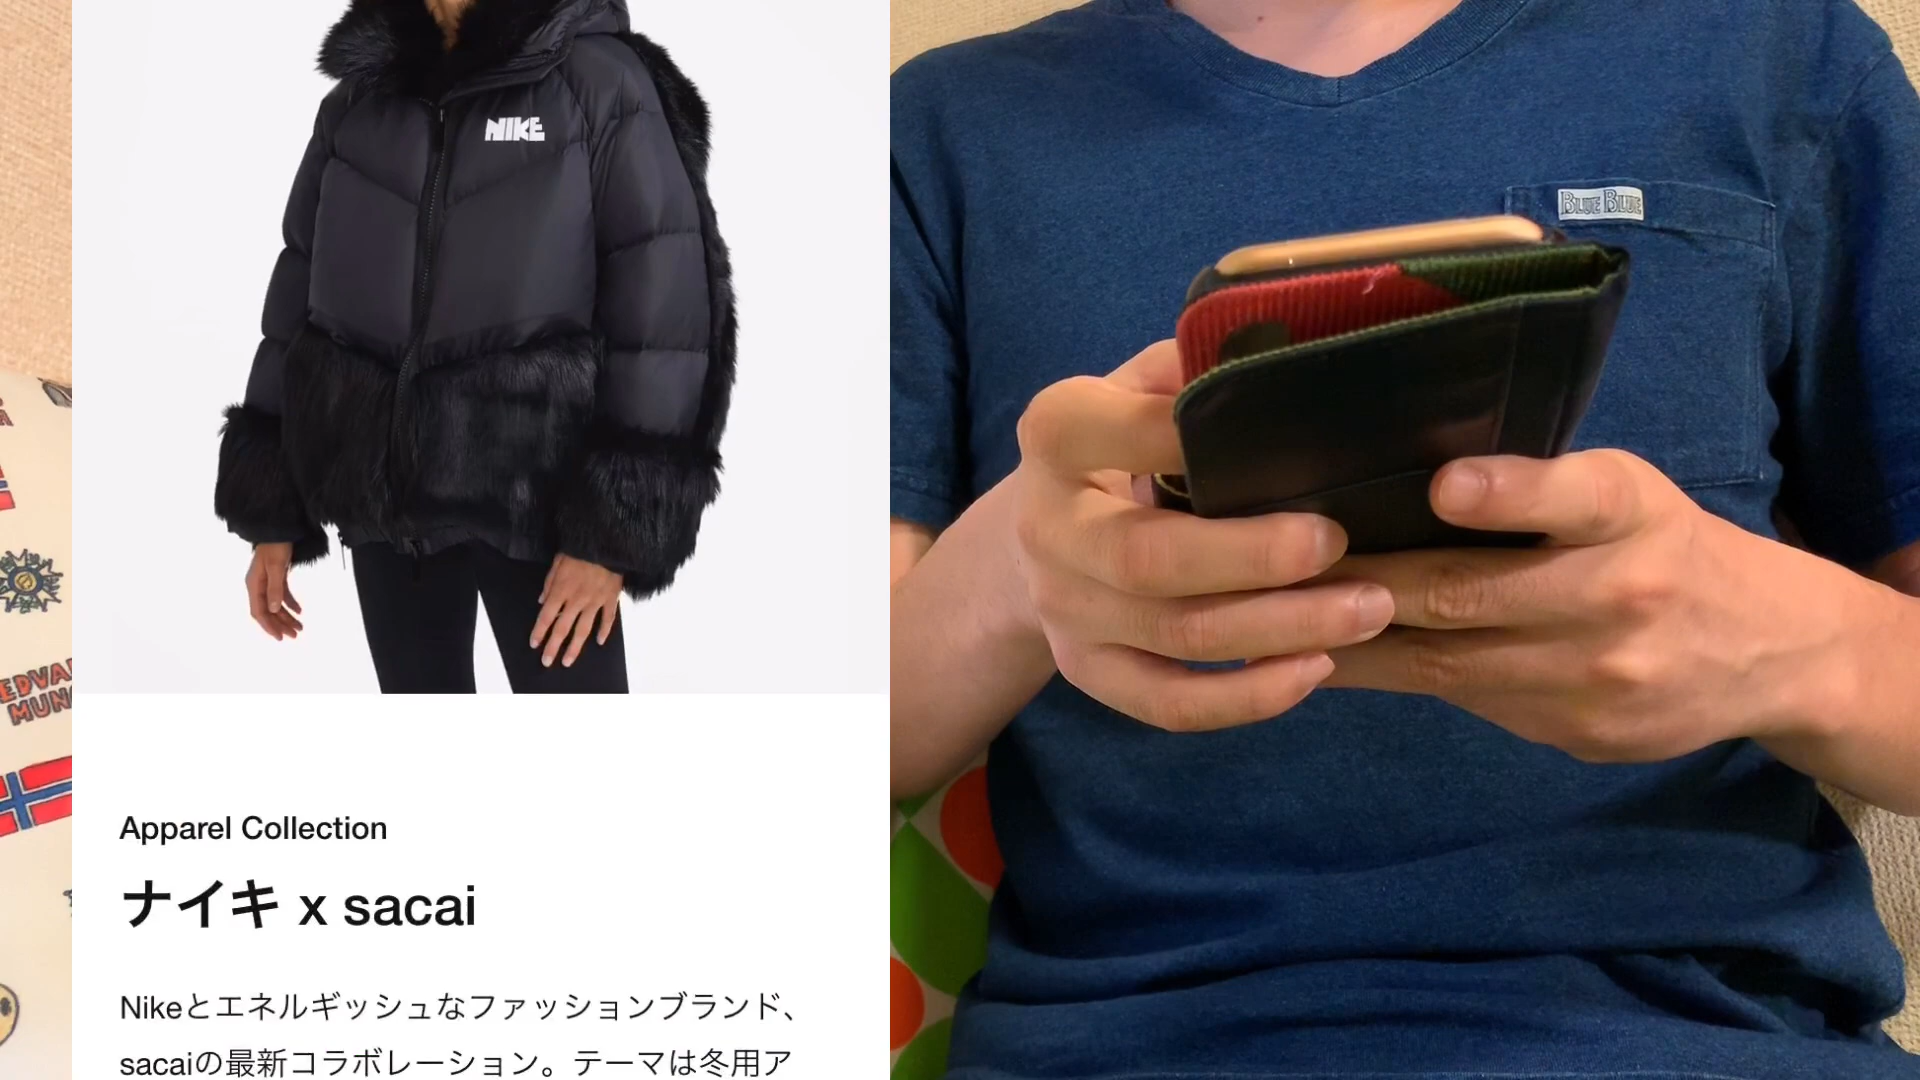 NIKE
BLUE BLUE
EDVA
MUN
Apparel Collection
ナイキ x sacai
Nikeとエネルギッシュなファッションブランド、
sacaiの最新コラボレーション。テーマは冬用ア